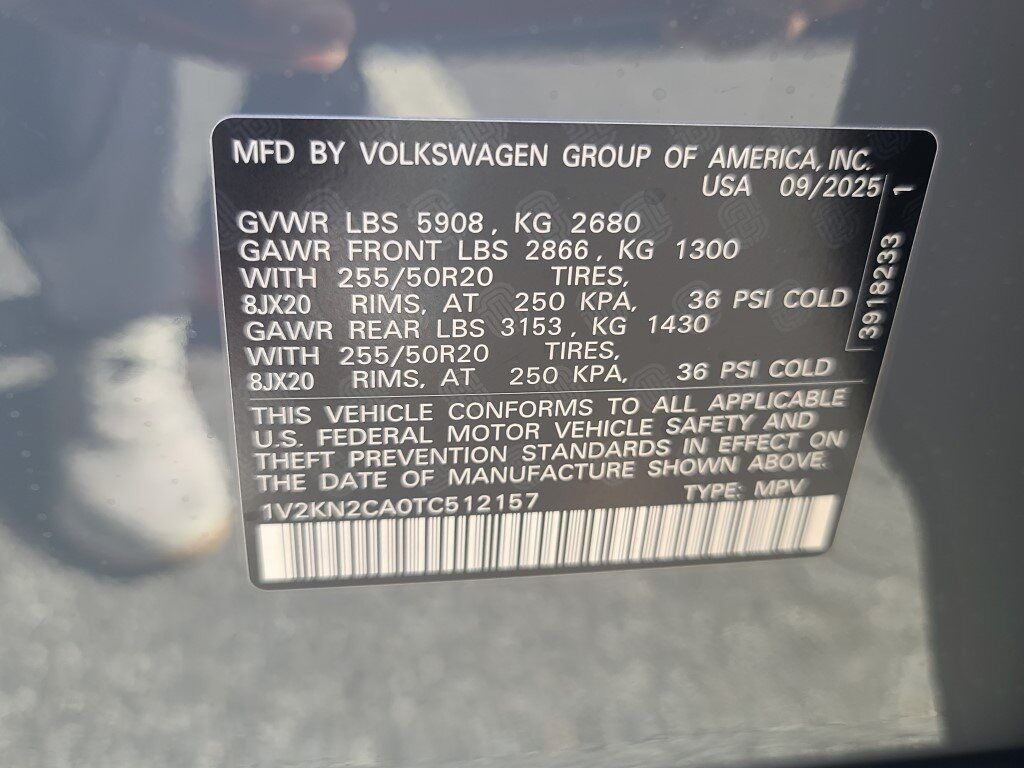 MFD BY VOLKSWAGEN GROUP OF AMERICA, INC.
USA 09/2025
GVWR LBS 5908, KG 2680
GAWR FRONT LBS 2866, KG 1300
WITH 255/50R20 TIRES,
8JX20 RIMS, AT 250 KPA, 36 PSI COLD
GAWR REAR LBS 3153, KG 1430
WITH 255/50R20 TIRES,
8JX20 RIMS, AT 250 KPA, 36 PSI COLD
3918233 1
THIS VEHICLE CONFORMS TO ALL APPLICABLE
U.S. FEDERAL MOTOR VEHICLE SAFETY AND
THEFT PREVENTION STANDARDS IN EFFECT ON
THE DATE OF MANUFACTURE SHOWN ABOVE.
1V2KN2CA0TC512157 TYPE: MPV